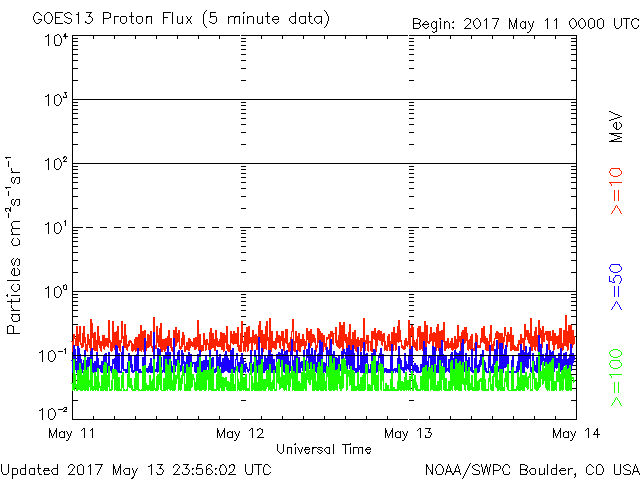 GOES13 Proton Flux (5 minute data)
Begin: 2017 May 11 0000 UTC
10⁴
10³
10²
10¹
10⁰
10⁻¹
10⁻²
Particles cm⁻²s⁻¹sr⁻¹
MeV
>=10
>=50
>=100
May 11
May 12
May 13
May 14
Universal Time
Updated 2017 May 13 23:56:02 UTC
NOAA/SWPC Boulder, CO USA